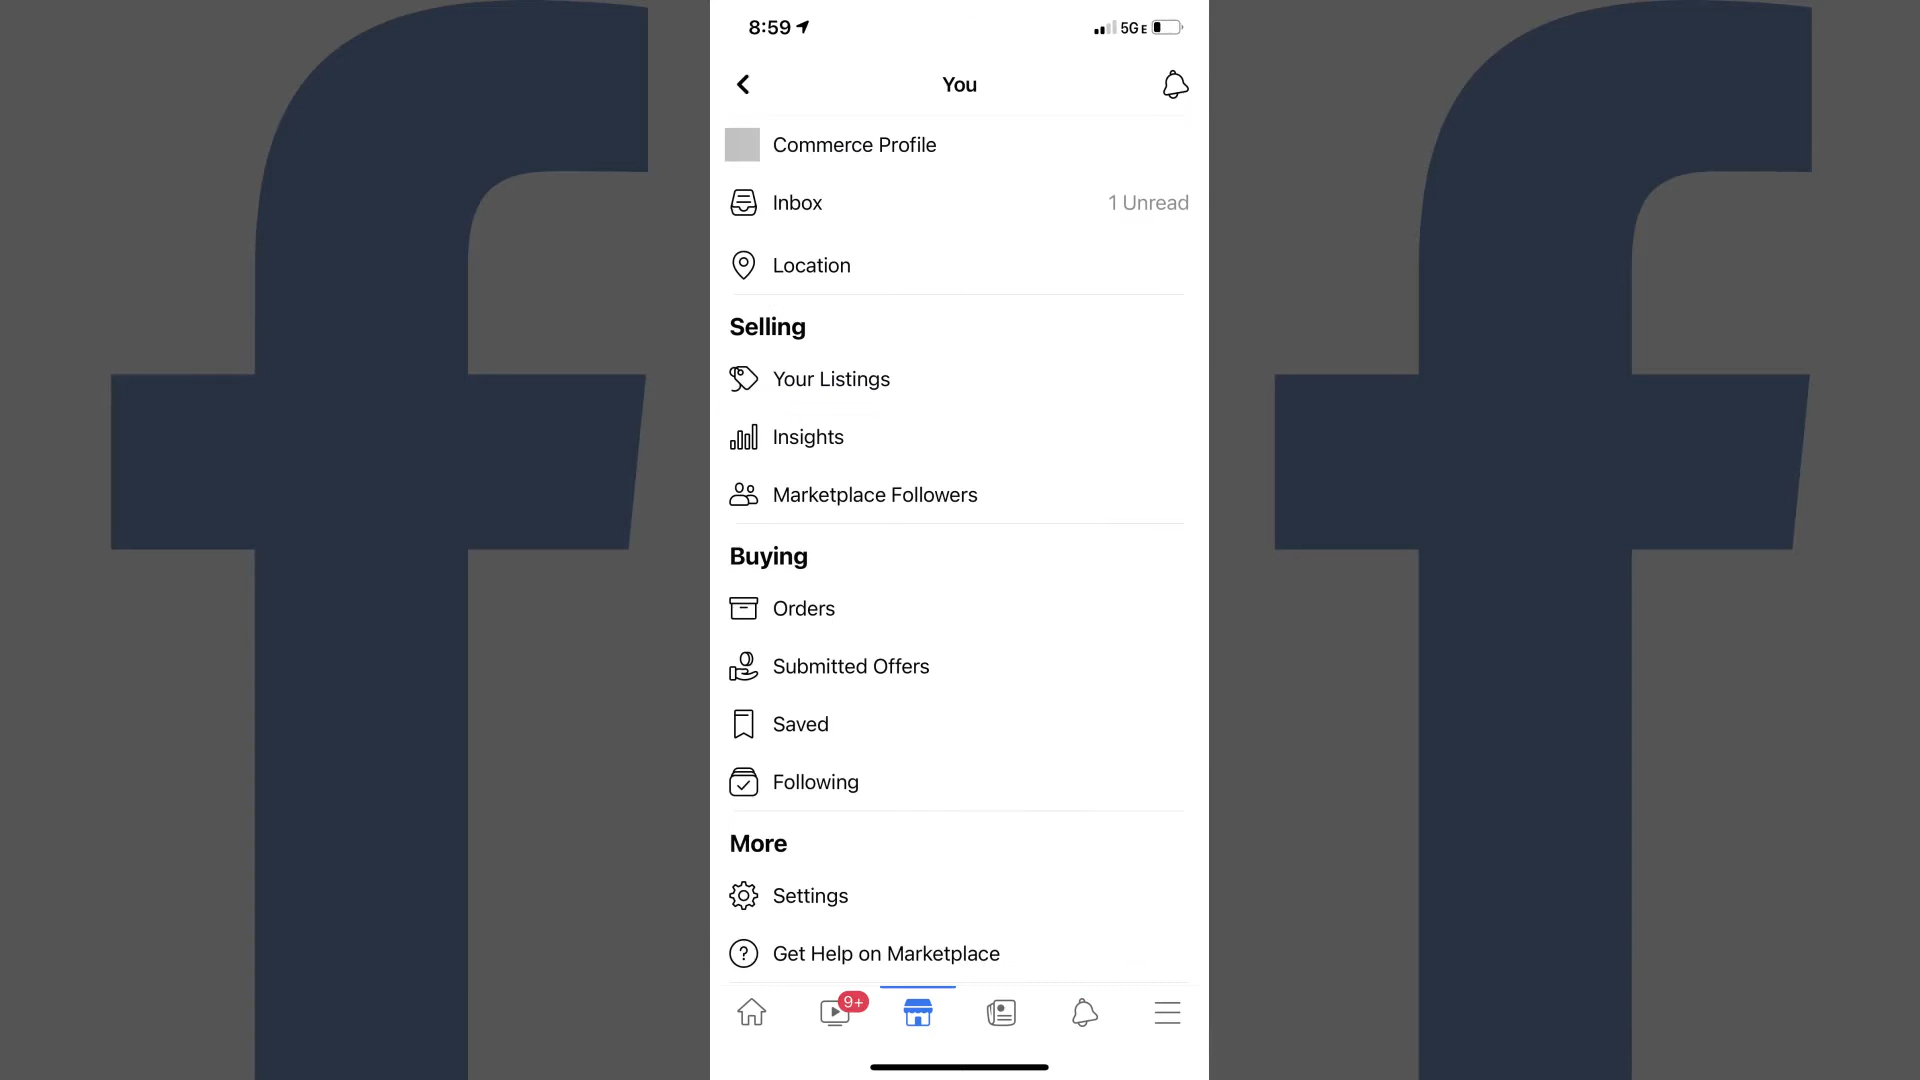 8:59
5GE
You
Commerce Profile
Inbox
1 Unread
Location
Selling
Your Listings
Insights
Marketplace Followers
Buying
Orders
Submitted Offers
Saved
Following
More
Settings
Get Help on Marketplace
9+